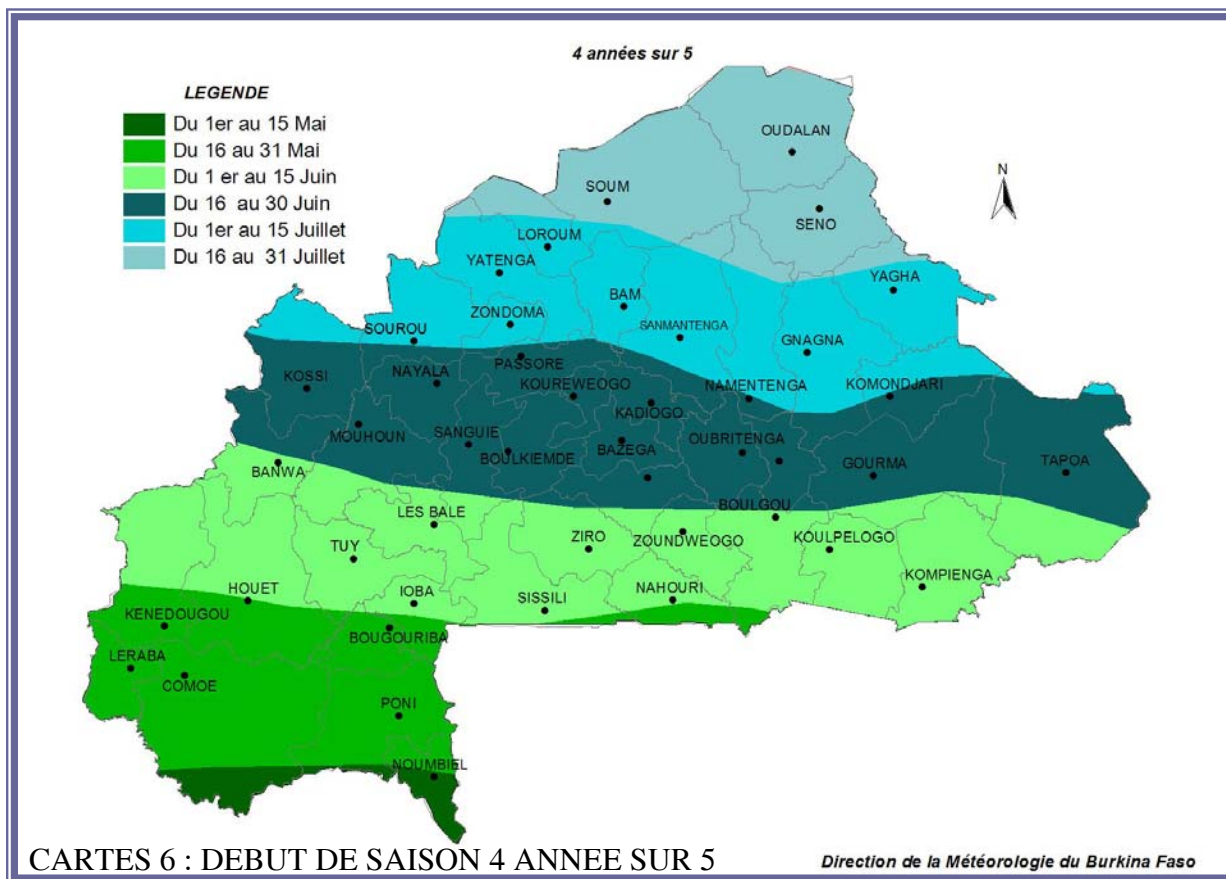 4 années sur 5
LEGENDE
Du 1er au 15 Mai
Du 16 au 31 Mai
Du 1 er au 15 Juin
Du 16 au 30 Juin
Du 1er au 15 Juillet
Du 16 au 31 Juillet
N
OUDALAN
SOUM
SENO
LOROUM
YATENGA
YAGHA
BAM
ZONDOMA
SANMANTENGA
SOUROU
GNAGNA
PASSORE
NAYALA
KOSSI
KOUREWEOGO
NAMENTENGA
KOMONDJARI
KADIOGO
MOUHOUN
SANGUIE
BAZEGA
OUBRITENGA
BOULKIEMDE
GOURMA
TAPOA
BANWA
BOULGOU
LES BALE
ZIRO
ZOUNDWEOGO
KOULPELOGO
TUY
KOMPIENGA
HOUET
IOBA
SISSILI
NAHOURI
KENEDOUGOU
BOUGOURIBA
LERABA
COMOE
PONI
NOUMBIEL
CARTES 6 : DEBUT DE SAISON 4 ANNEE SUR 5
Direction de la Météorologie du Burkina Faso